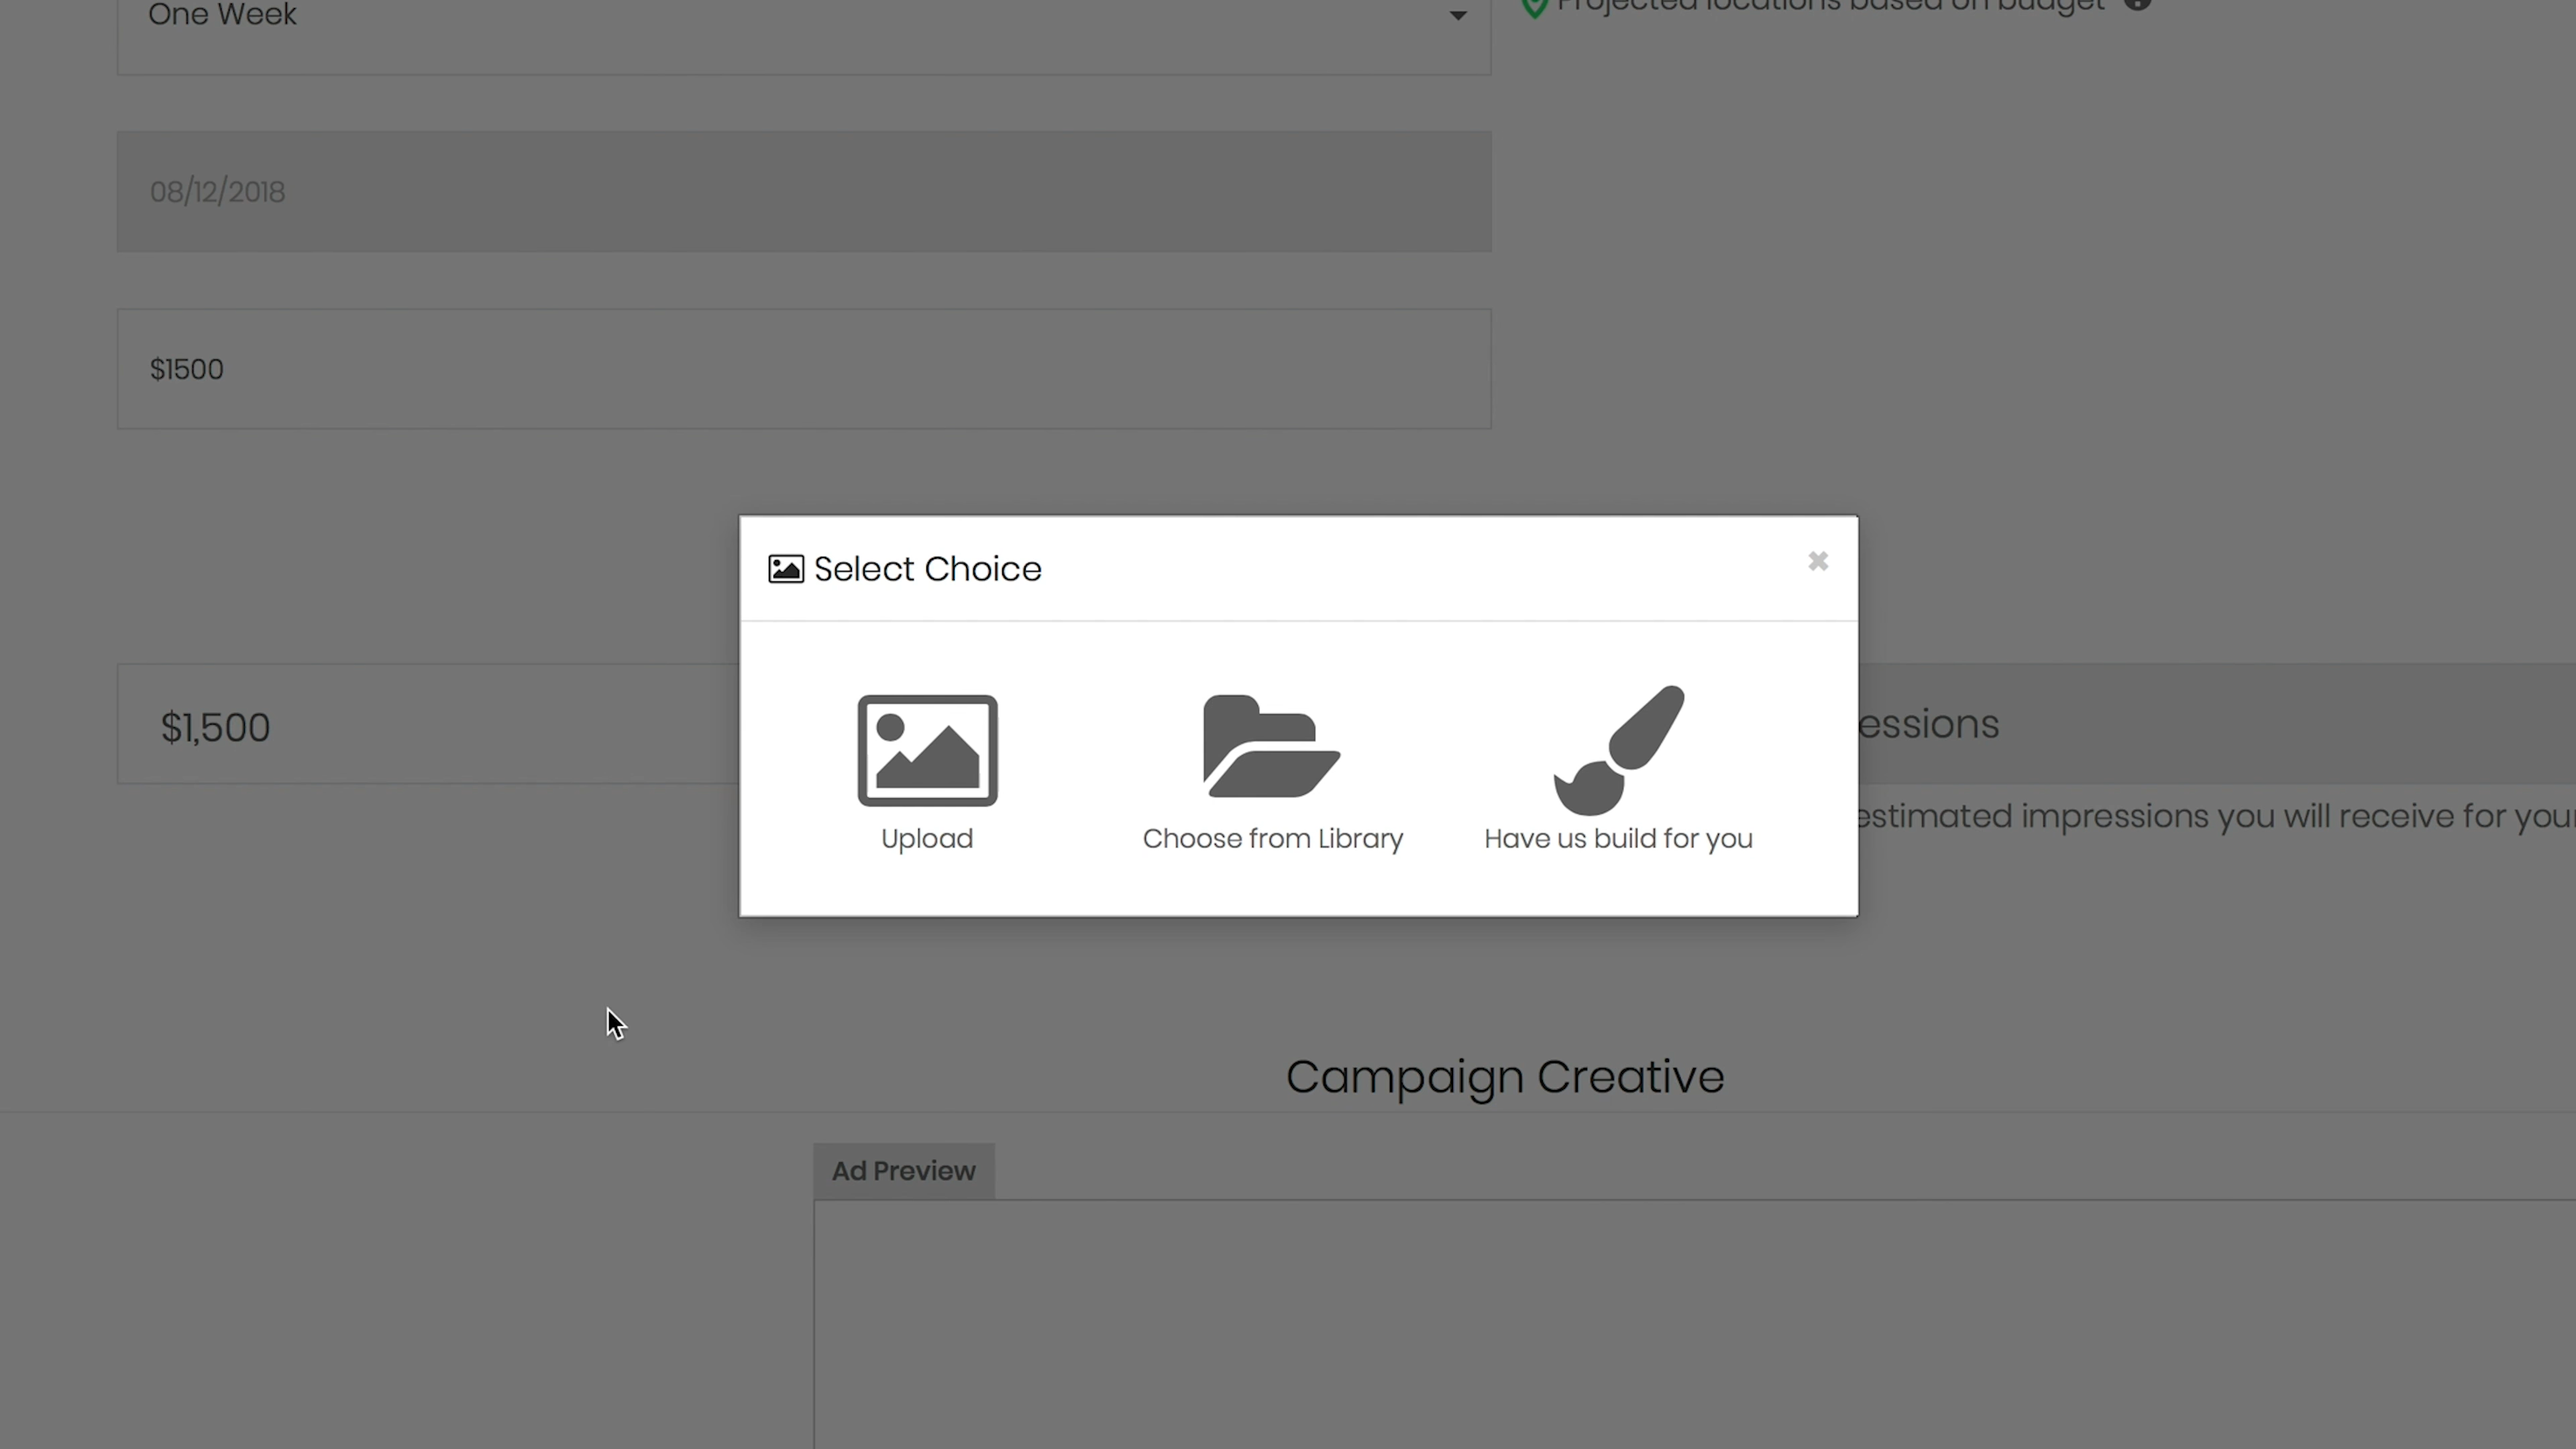 One Week
Projected locations based on budget
08/12/2018
$1500
Select Choice
$1,500
essions
Upload
Choose from Library
Have us build for you
estimated impressions you will receive for your
Campaign Creative
Ad Preview